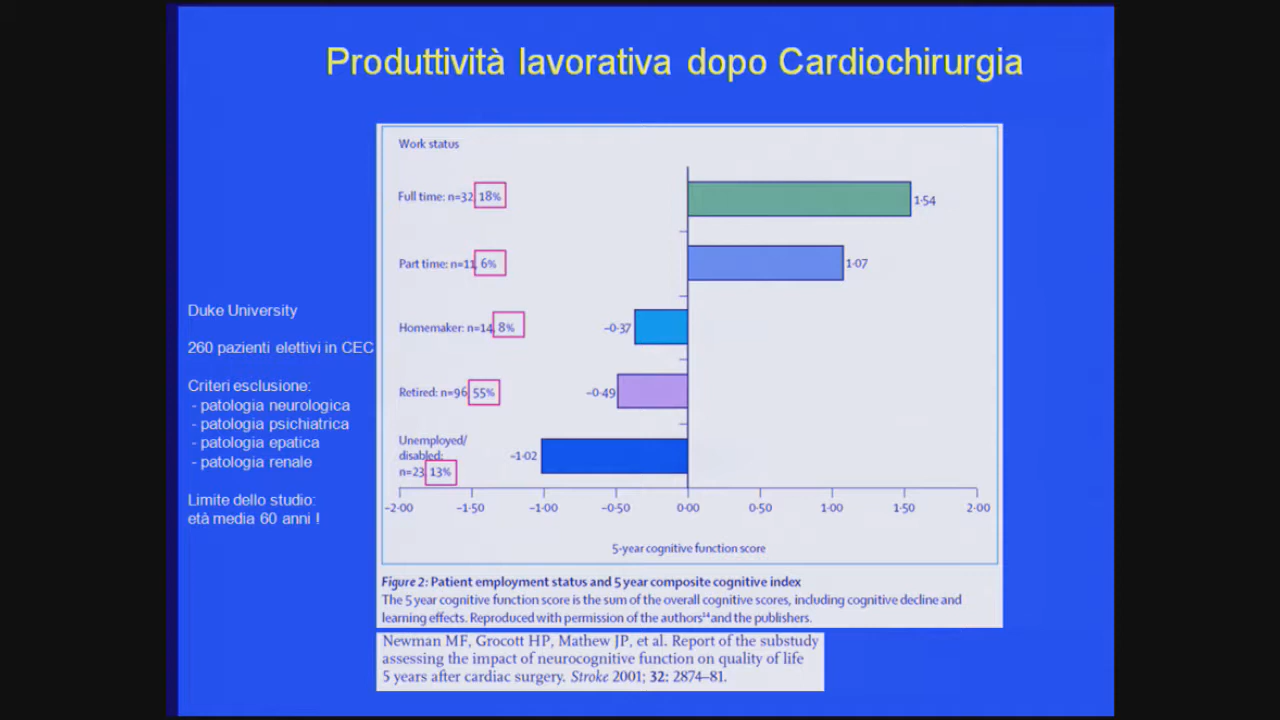 Produttività lavorativa dopo Cardiochirurgia
Duke University
260 pazienti elettivi in CEC
Criteri esclusione:
- patologia neurologica
- patologia psichiatrica
- patologia epatica
- patologia renale
Limite dello studio:
età media 60 anni !
Work status
Full time: n=32, 18%
1·54
Part time: n=11, 6%
1·07
Homemaker: n=14, 8%
–0·37
Retired: n=96, 55%
–0·49
Unemployed/
disabled:
n=23, 13%
–1·02
–2·00 –1·50 –1·00 –0·50 0·00 0·50 1·00 1·50 2·00
5-year cognitive function score
Figure 2: Patient employment status and 5 year composite cognitive index
The 5 year cognitive function score is the sum of the overall cognitive scores, including cognitive decline and
learning effects. Reproduced with permission of the authors¹⁴ and the publishers.
Newman MF, Grocott HP, Mathew JP, et al. Report of the substudy
assessing the impact of neurocognitive function on quality of life
5 years after cardiac surgery. Stroke 2001; 32: 2874–81.